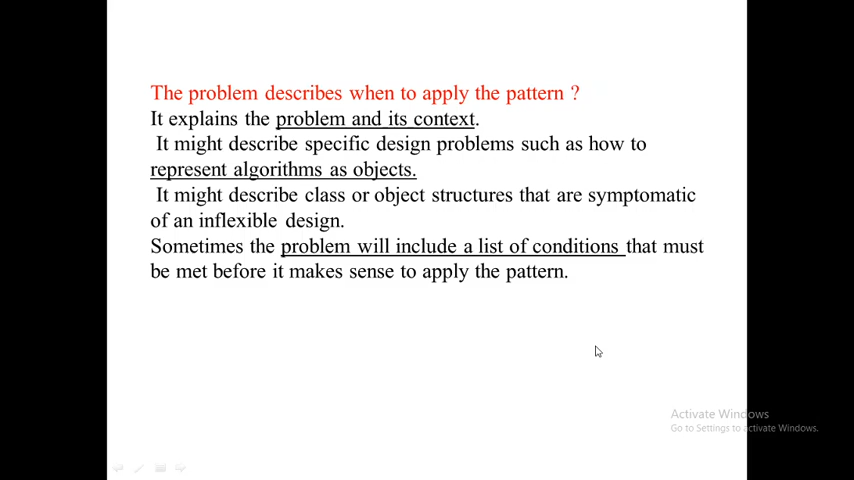 The problem describes when to apply the pattern ?
It explains the problem and its context.
It might describe specific design problems such as how to
represent algorithms as objects.
It might describe class or object structures that are symptomatic
of an inflexible design.
Sometimes the problem will include a list of conditions that must
be met before it makes sense to apply the pattern.
Activate Windows
Go to Settings to activate Windows.